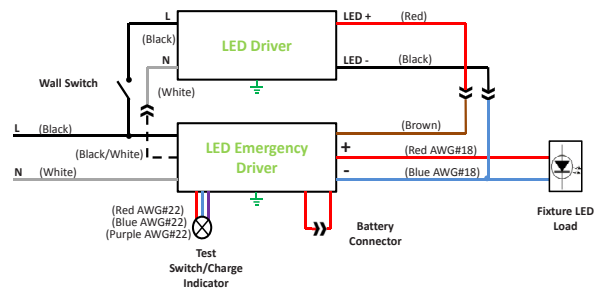 L
LED +
(Red)
(Black)
LED Driver
N
LED -
(Black)
(White)
Wall Switch
L
(Black)
(Brown)
(Black/White)
LED Emergency
Driver
+
(Red AWG#18)
N
(White)
-
(Blue AWG#18)
(Red AWG#22)
(Blue AWG#22)
(Purple AWG#22)
Fixture LED
Load
Battery
Connector
Test
Switch/Charge
Indicator